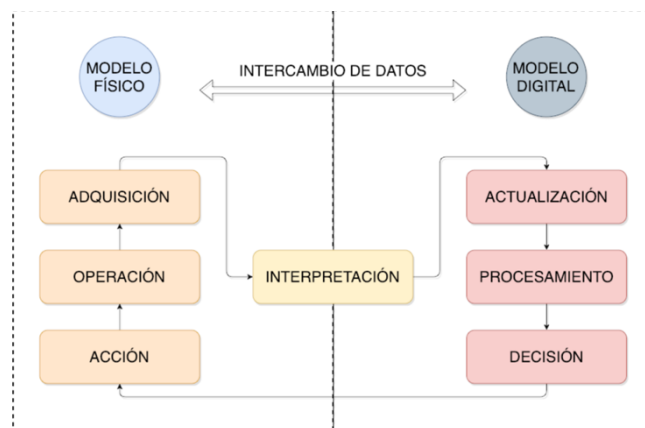 MODELO
FÍSICO
INTERCAMBIO DE DATOS
MODELO
DIGITAL
ADQUISICIÓN
ACTUALIZACIÓN
OPERACIÓN
INTERPRETACIÓN
PROCESAMIENTO
ACCIÓN
DECISIÓN